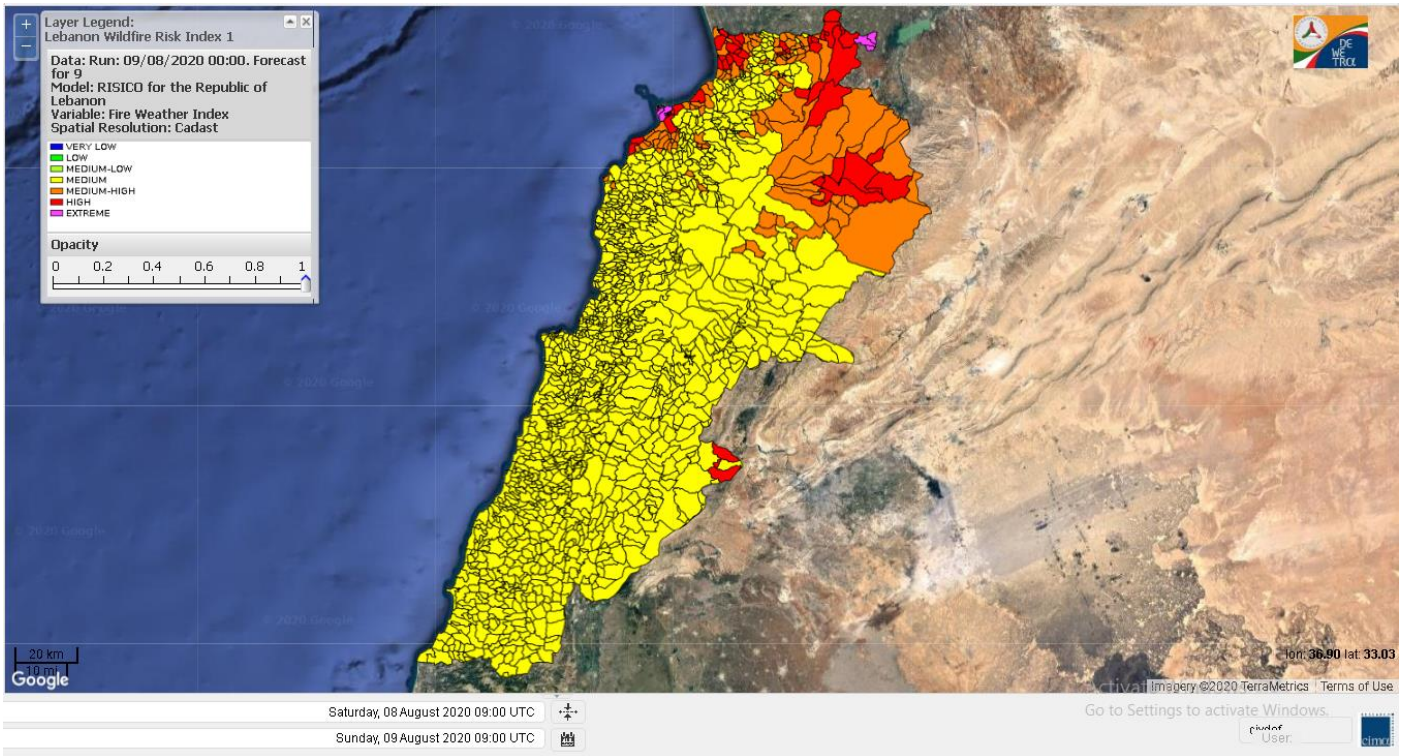 +
−
Layer Legend:
Lebanon Wildfire Risk Index 1
Data: Run: 09/08/2020 00:00. Forecast
for 9
Model: RISICO for the Republic of
Lebanon
Variable: Fire Weather Index
Spatial Resolution: Cadast
VERY LOW
LOW
MEDIUM-LOW
MEDIUM
MEDIUM-HIGH
HIGH
EXTREME
Opacity
0 0.2 0.4 0.6 0.8 1
DE
WE
TRα
© 2020 Google
© 2020 Google
© 2020 Google
© 2020 Google
© 2020 Google
20 km
10 mi
Google
lon: 36.90 lat: 33.03
Imagery ©2020 TerraMetrics Terms of Use
Saturday, 08 August 2020 09:00 UTC
Go to Settings to activate Windows.
Sunday, 09 August 2020 09:00 UTC
User:
cima